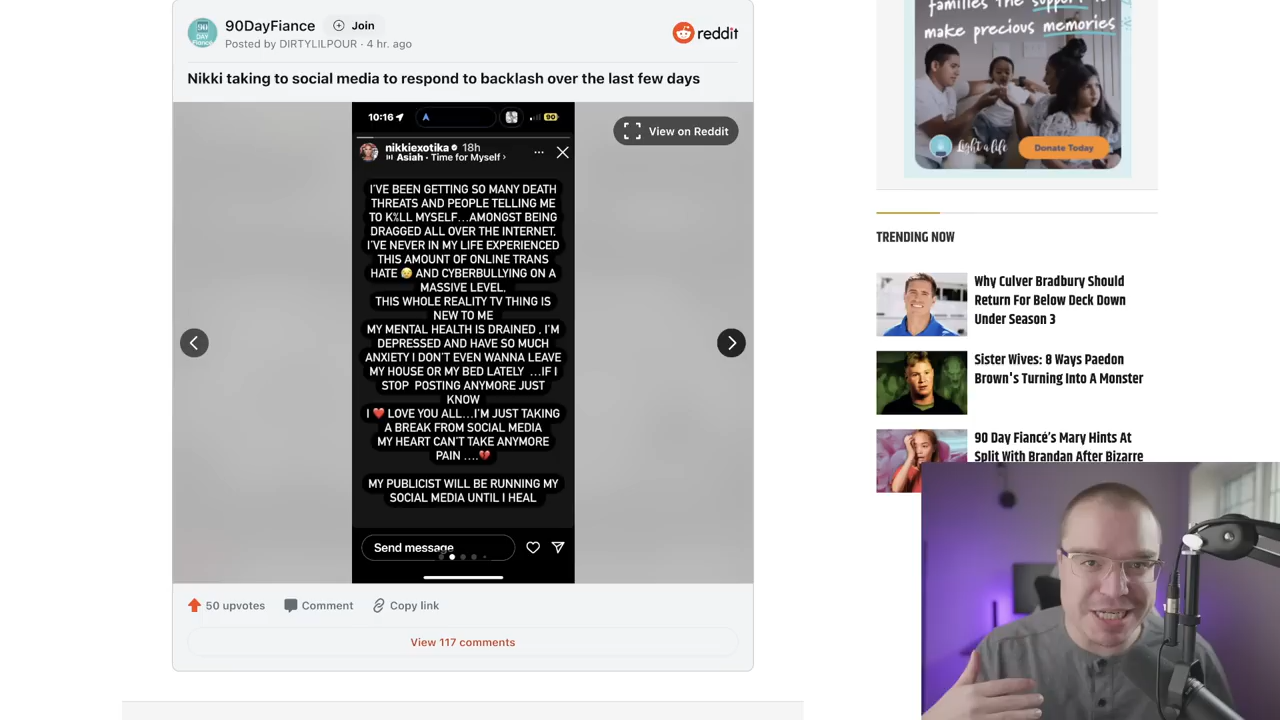 90DayFiance
Join
Posted by DIRTYLILPOUR · 4 hr. ago
reddit
Nikki taking to social media to respond to backlash over the last few days
View on Reddit
10:16
nikkiexotika 18h
Asiah · Time for Myself ›
I'VE BEEN GETTING SO MANY DEATH
THREATS AND PEOPLE TELLING ME
TO K%LL MYSELF...AMONGST BEING
DRAGGED ALL OVER THE INTERNET.
I'VE NEVER IN MY LIFE EXPERIENCED
THIS AMOUNT OF ONLINE TRANS
HATE 😢 AND CYBERBULLYING ON A
MASSIVE LEVEL.
THIS WHOLE REALITY TV THING IS
NEW TO ME
MY MENTAL HEALTH IS DRAINED . I'M
DEPRESSED AND HAVE SO MUCH
ANXIETY I DON'T EVEN WANNA LEAVE
MY HOUSE OR MY BED LATELY ...IF I
STOP POSTING ANYMORE JUST
KNOW
I ❤️ LOVE YOU ALL...I'M JUST TAKING
A BREAK FROM SOCIAL MEDIA
MY HEART CAN'T TAKE ANYMORE
PAIN ....💔
MY PUBLICIST WILL BE RUNNING MY
SOCIAL MEDIA UNTIL I HEAL
Send message
50 upvotes
Comment
Copy link
View 117 comments
families the support to
make precious memories
Light a life
Donate Today
TRENDING NOW
Why Culver Bradbury Should
Return For Below Deck Down
Under Season 3
Sister Wives: 8 Ways Paedon
Brown's Turning Into A Monster
90 Day Fiancé's Mary Hints At
Split With Brandan After Bizarre